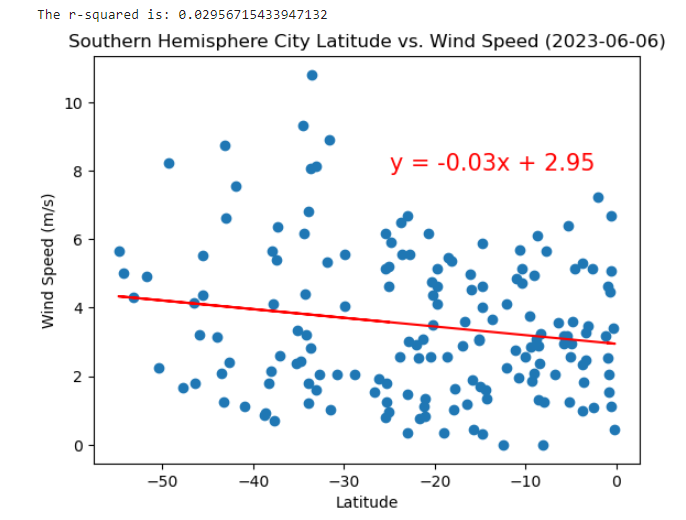 The r-squared is: 0.02956715433947132
Southern Hemisphere City Latitude vs. Wind Speed (2023-06-06)
10
y = -0.03x + 2.95
8
6
Wind Speed (m/s)
4
2
0
−50 −40 −30 −20 −10 0
Latitude